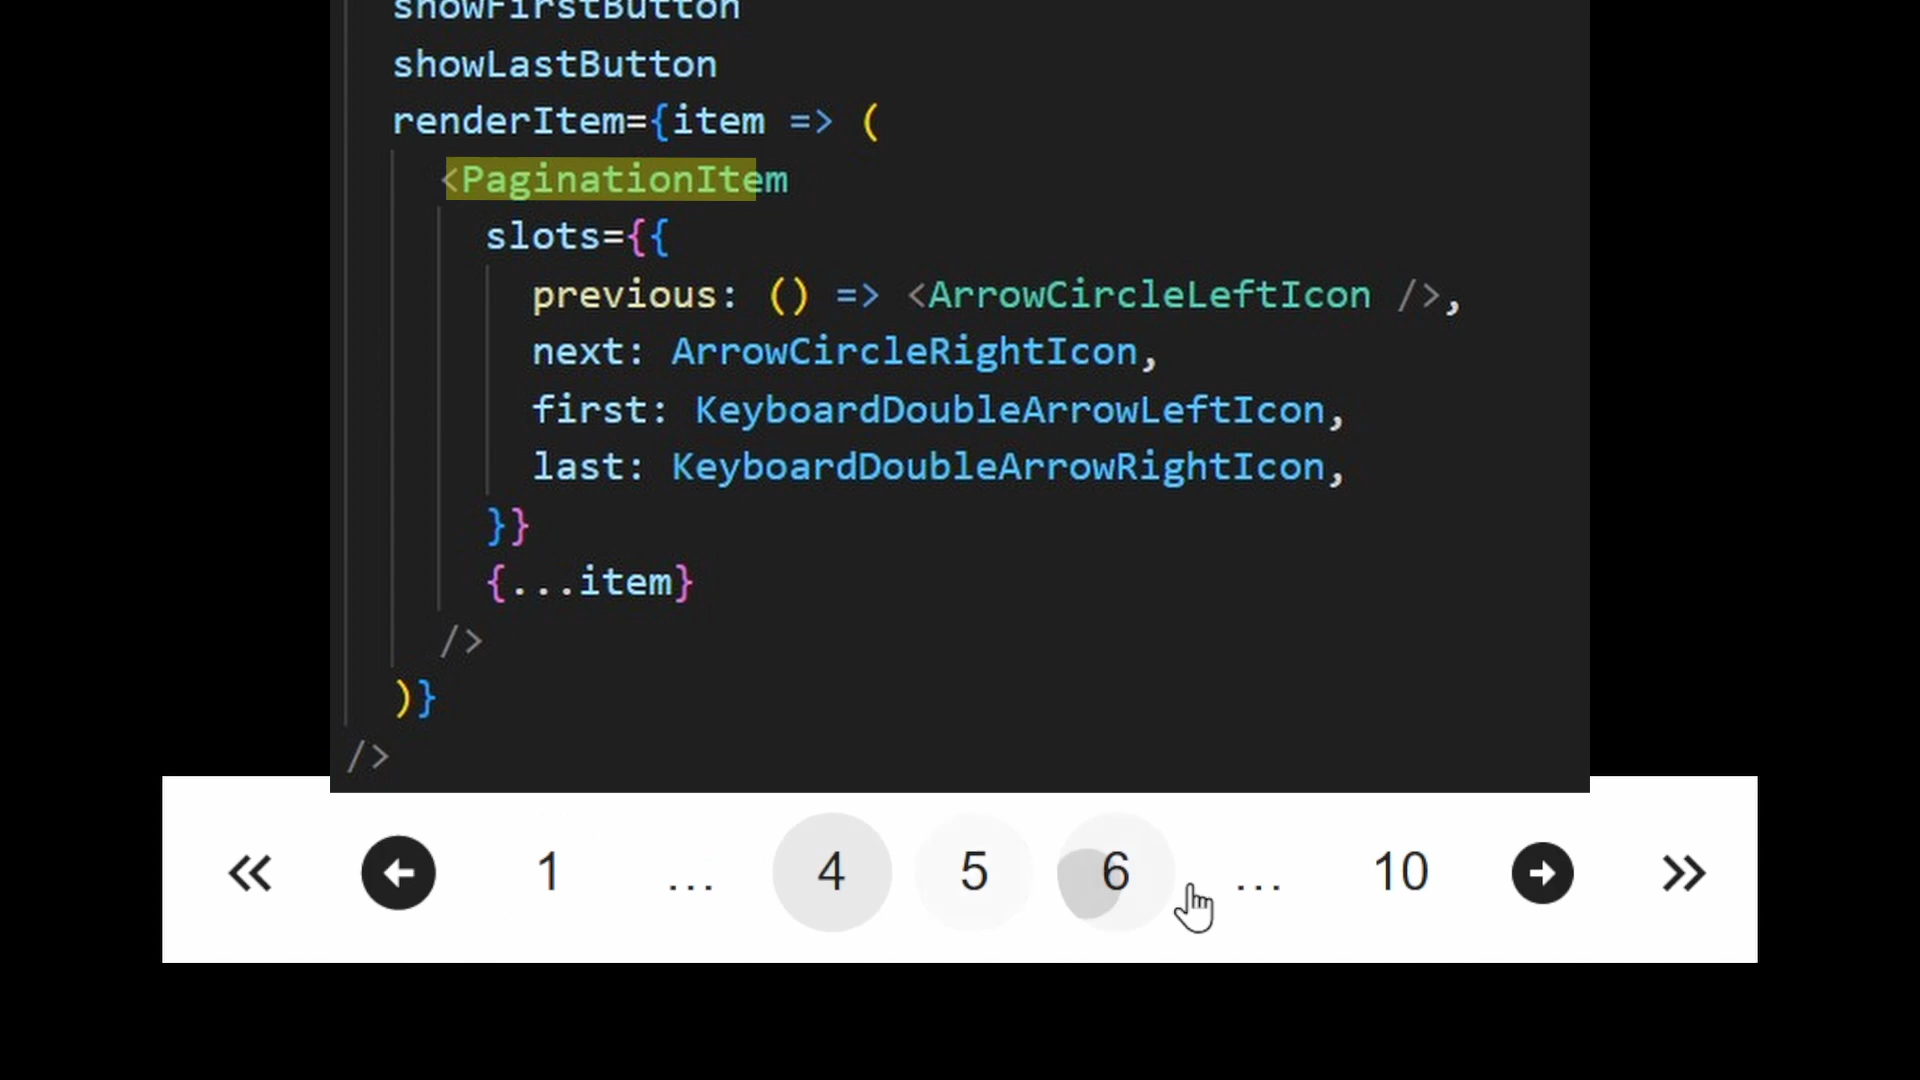 showFirstButton
showLastButton
renderItem={item => (
<PaginationItem
slots={{
previous: () => <ArrowCircleLeftIcon />,
next: ArrowCircleRightIcon,
first: KeyboardDoubleArrowLeftIcon,
last: KeyboardDoubleArrowRightIcon,
}}
{...item}
/>
)}
/>
1 ... 4 5 6 ... 10